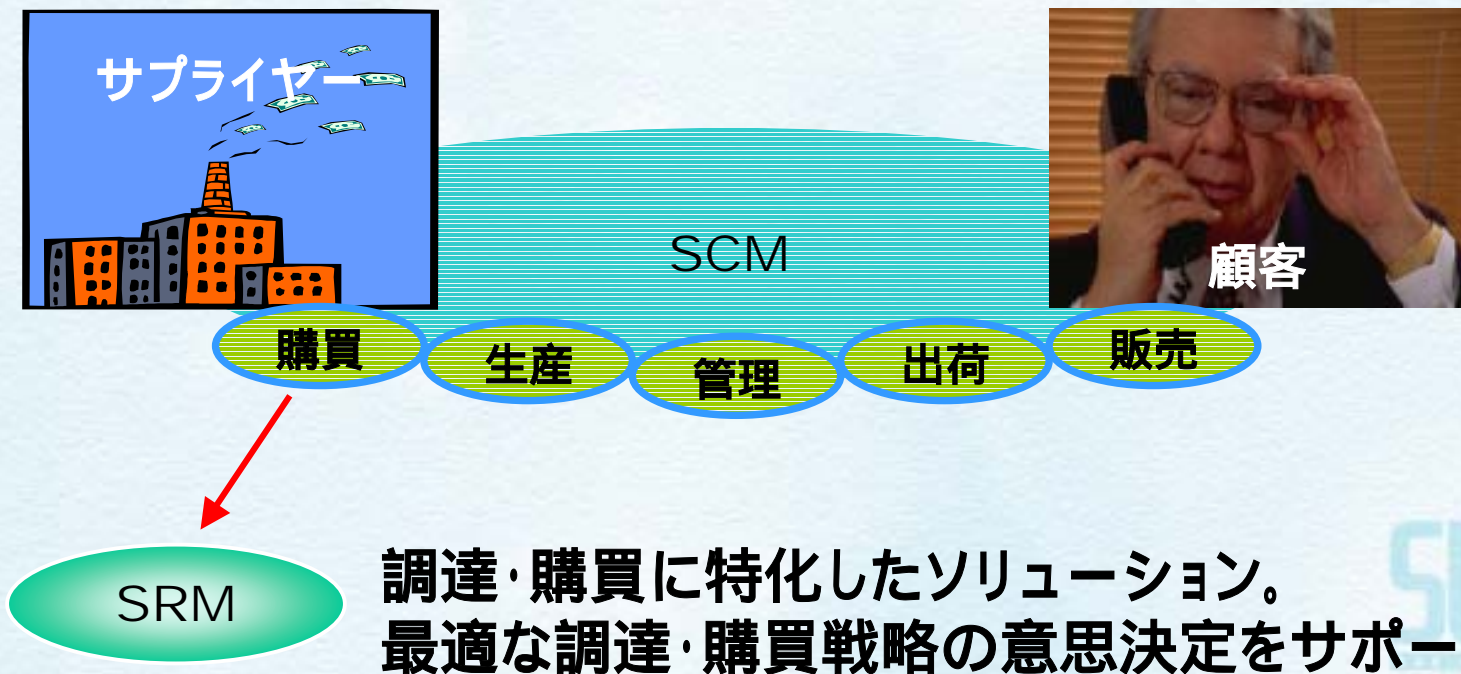 サプライヤー
SCM
顧客
購買
生産
管理
出荷
販売
SRM
調達・購買に特化したソリューション。
最適な調達・購買戦略の意思決定をサポー